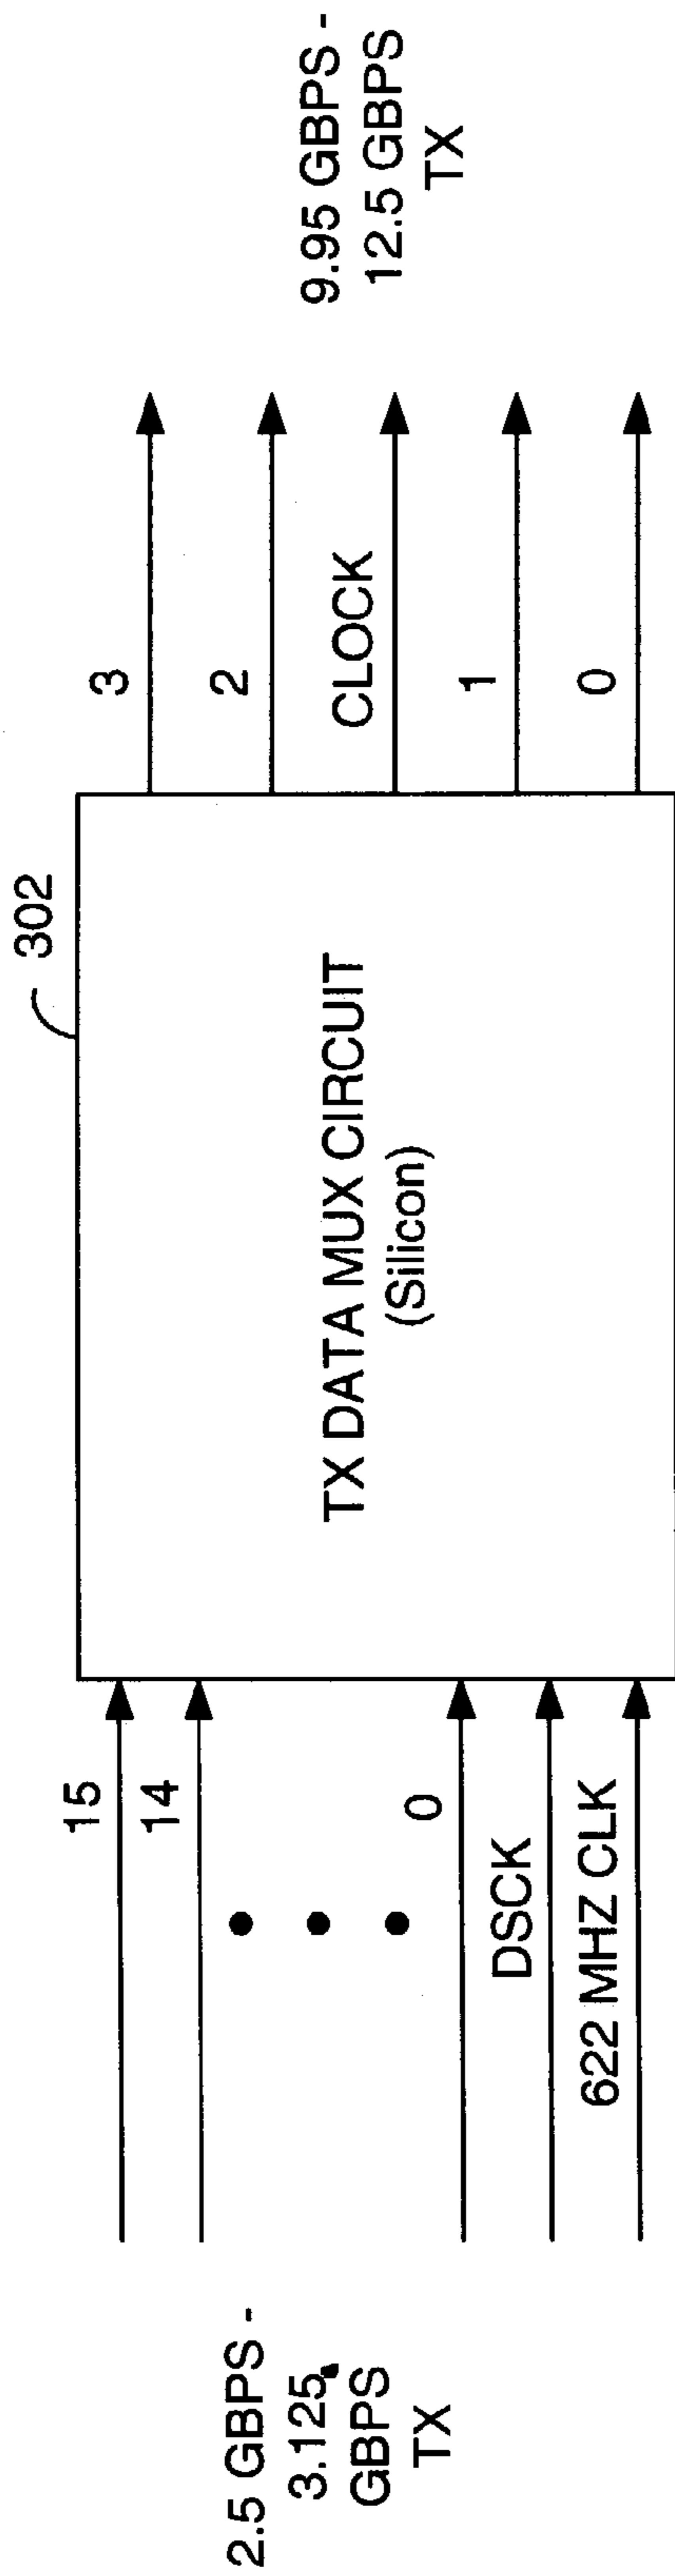 2.5 GBPS -
3.125
GBPS
TX
15
14
0
DSCK
622 MHZ CLK
302
TX DATA MUX CIRCUIT
(Silicon)
3
2
CLOCK
1
0
9.95 GBPS -
12.5 GBPS
TX